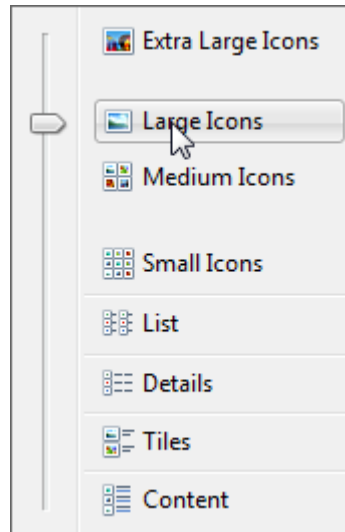 Extra Large Icons
Large Icons
Medium Icons
Small Icons
List
Details
Tiles
Content